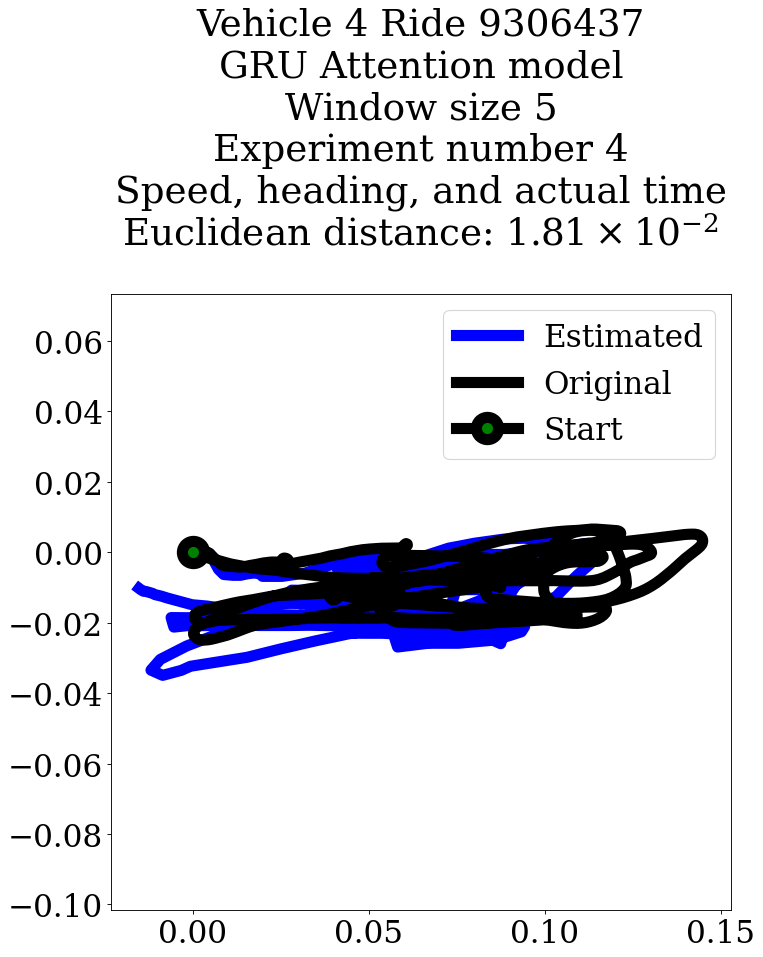 Vehicle 4 Ride 9306437
GRU Attention model
Window size 5
Experiment number 4
Speed, heading, and actual time
Euclidean distance: 1.81 × 10⁻²
Estimated
Original
Start
0.06
0.04
0.02
0.00
−0.02
−0.04
−0.06
−0.08
−0.10
0.00 0.05 0.10 0.15